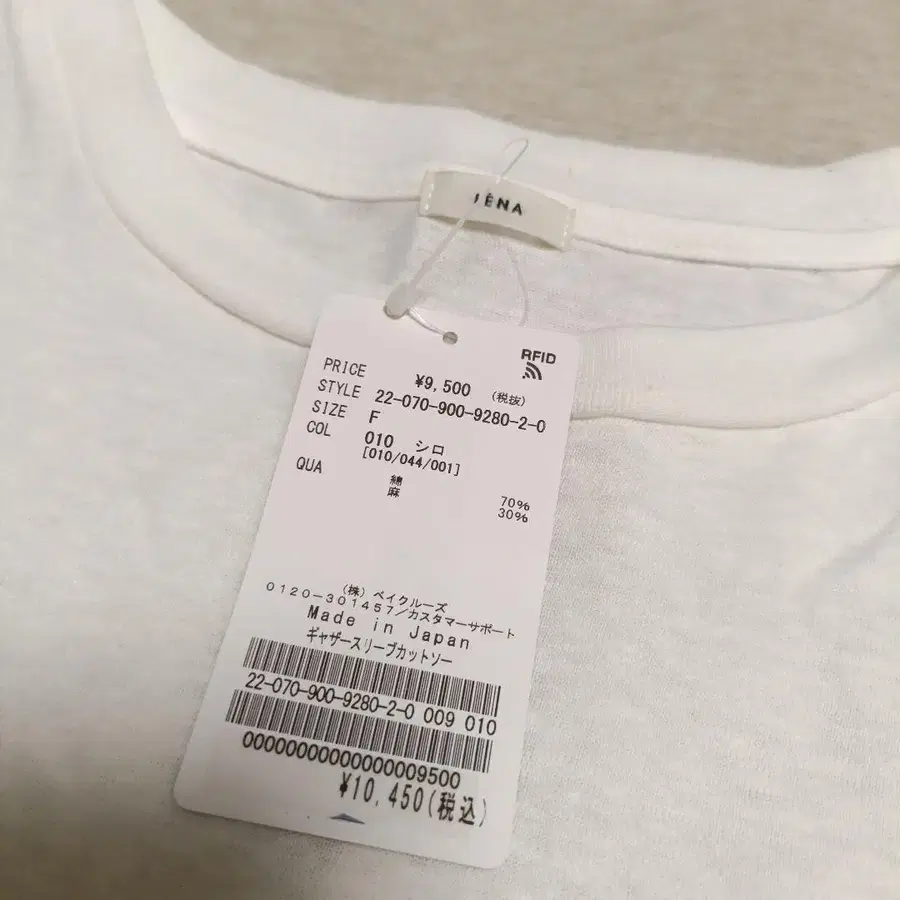 IÉNA
RFID
PRICE ¥9,500 (税抜)
STYLE 22-070-900-9280-2-0
SIZE F
COL 010 シロ
[010/044/001]
QUA 綿 70%
麻 30%
(株) ベイクルーズ
0120-301457/カスタマーサポート
Made in Japan
ギャザースリーブカットソー
22-070-900-9280-2-0 009 010
00000000000000009500
¥10,450(税込)